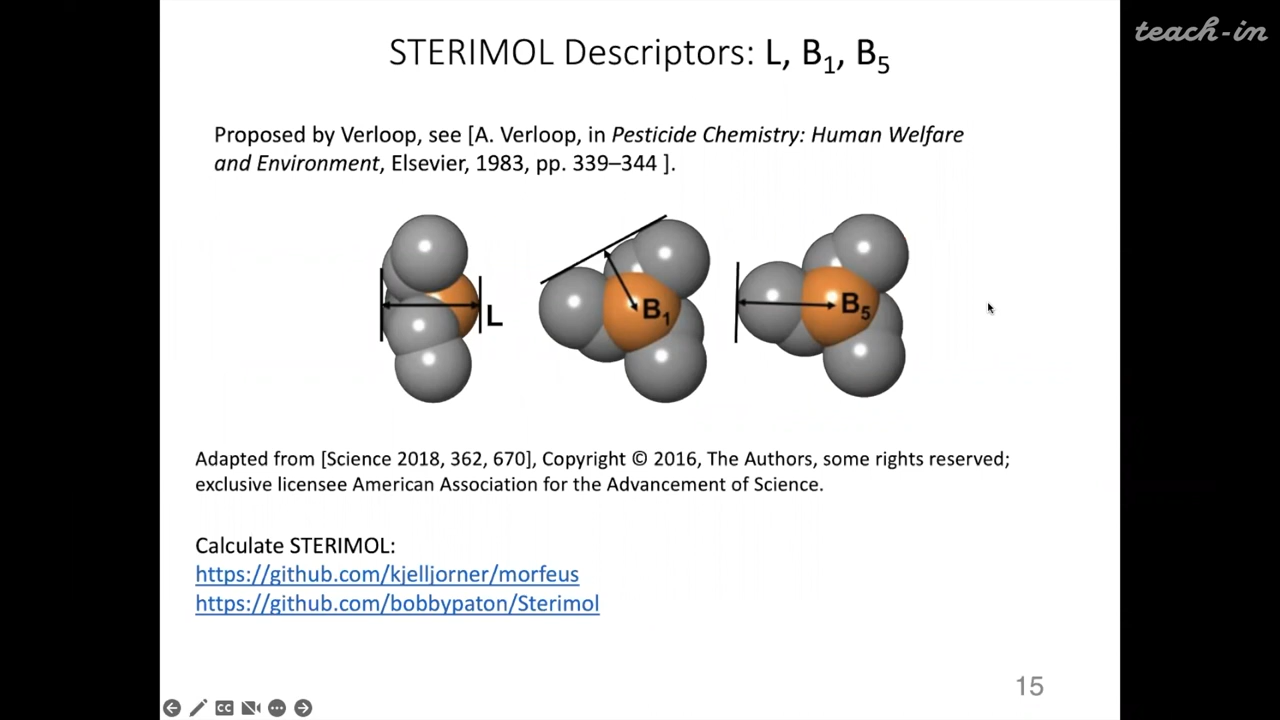 teach-in
STERIMOL Descriptors: L, B1, B5
Proposed by Verloop, see [A. Verloop, in Pesticide Chemistry: Human Welfare
and Environment, Elsevier, 1983, pp. 339–344 ].
L
B1
B5
Adapted from [Science 2018, 362, 670], Copyright © 2016, The Authors, some rights reserved;
exclusive licensee American Association for the Advancement of Science.
Calculate STERIMOL:
https://github.com/kjelljorner/morfeus
https://github.com/bobbypaton/Sterimol
15
CC